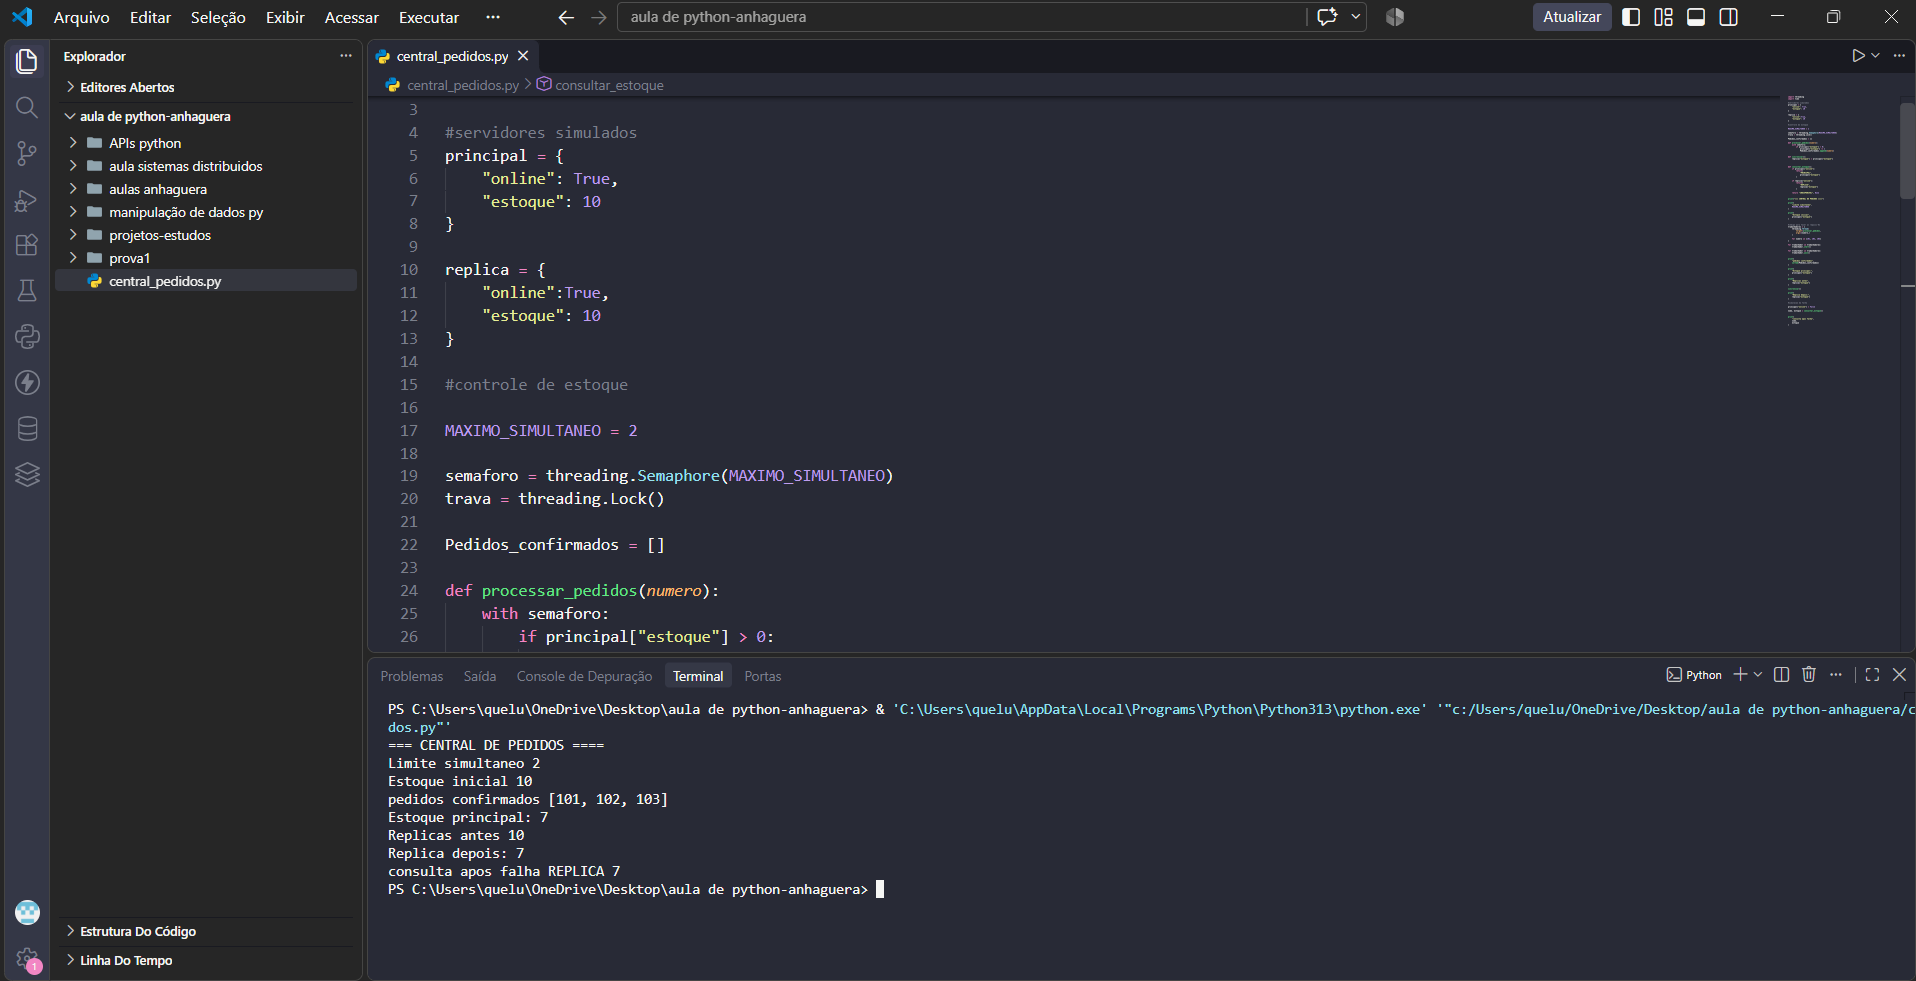 Arquivo Editar Seleção Exibir Acessar Executar ··· aula de python-anhaguera Atualizar
Explorador
Editores Abertos
aula de python-anhaguera
APIs python
aula sistemas distribuidos
aulas anhaguera
manipulação de dados py
projetos-estudos
prova1
central_pedidos.py
Estrutura Do Código
Linha Do Tempo
1
central_pedidos.py
central_pedidos.py > consultar_estoque
3
4 #servidores simulados
5 principal = {
6 "online": True,
7 "estoque": 10
8 }
9
10 replica = {
11 "online":True,
12 "estoque": 10
13 }
14
15 #controle de estoque
16
17 MAXIMO_SIMULTANEO = 2
18
19 semaforo = threading.Semaphore(MAXIMO_SIMULTANEO)
20 trava = threading.Lock()
21
22 Pedidos_confirmados = []
23
24 def processar_pedidos(numero):
25 with semaforo:
26 if principal["estoque"] > 0:
Problemas Saída Console de Depuração Terminal Portas Python
PS C:\Users\quelu\OneDrive\Desktop\aula de python-anhaguera> & 'C:\Users\quelu\AppData\Local\Programs\Python\Python313\python.exe' '"c:/Users/quelu/OneDrive/Desktop/aula de python-anhaguera/c
dos.py"'
=== CENTRAL DE PEDIDOS ====
Limite simultaneo 2
Estoque inicial 10
pedidos confirmados [101, 102, 103]
Estoque principal: 7
Replicas antes 10
Replica depois: 7
consulta apos falha REPLICA 7
PS C:\Users\quelu\OneDrive\Desktop\aula de python-anhaguera>